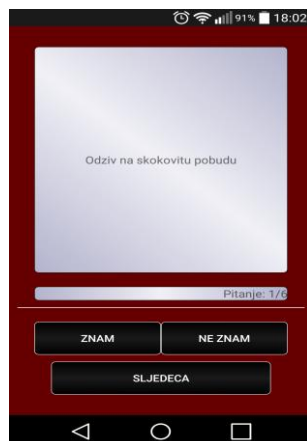 91% 18:02
Odziv na skokovitu pobudu
Pitanje: 1/6
ZNAM NE ZNAM
SLJEDECA